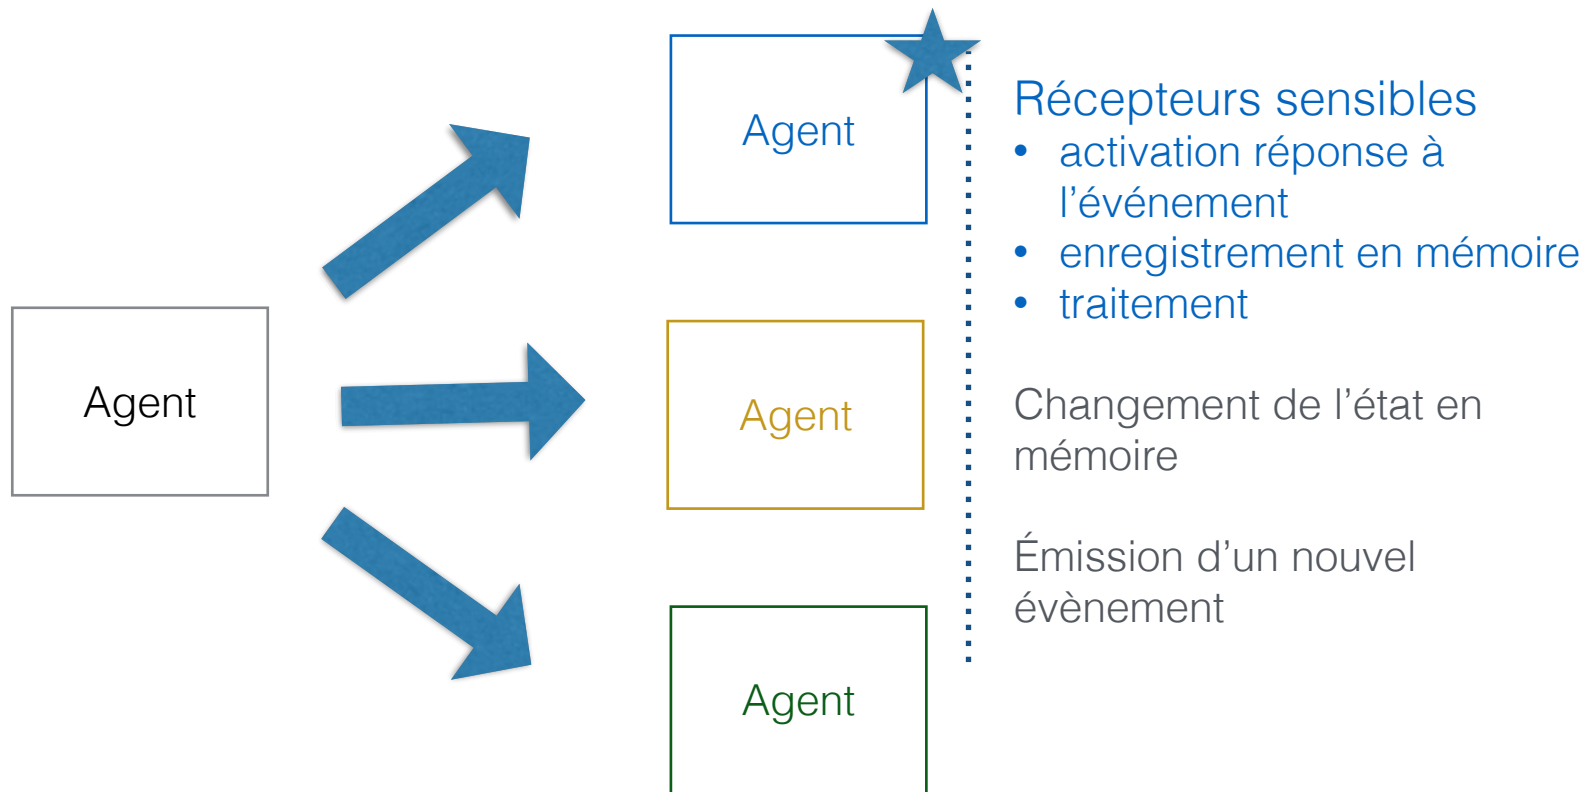 Agent
Agent
Agent
Agent
Récepteurs sensibles
• activation réponse à
l’événement
• enregistrement en mémoire
• traitement
Changement de l’état en
mémoire
Émission d’un nouvel
évènement